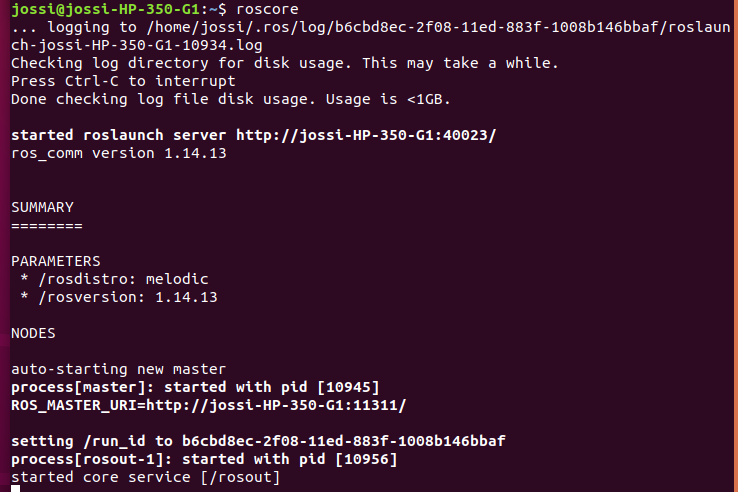 jossi@jossi-HP-350-G1:~$ roscore
... logging to /home/jossi/.ros/log/b6cbd8ec-2f08-11ed-883f-1008b146bbaf/roslaun
ch-jossi-HP-350-G1-10934.log
Checking log directory for disk usage. This may take a while.
Press Ctrl-C to interrupt
Done checking log file disk usage. Usage is <1GB.
started roslaunch server http://jossi-HP-350-G1:40023/
ros_comm version 1.14.13
SUMMARY
========
PARAMETERS
* /rosdistro: melodic
* /rosversion: 1.14.13
NODES
auto-starting new master
process[master]: started with pid [10945]
ROS_MASTER_URI=http://jossi-HP-350-G1:11311/
setting /run_id to b6cbd8ec-2f08-11ed-883f-1008b146bbaf
process[rosout-1]: started with pid [10956]
started core service [/rosout]